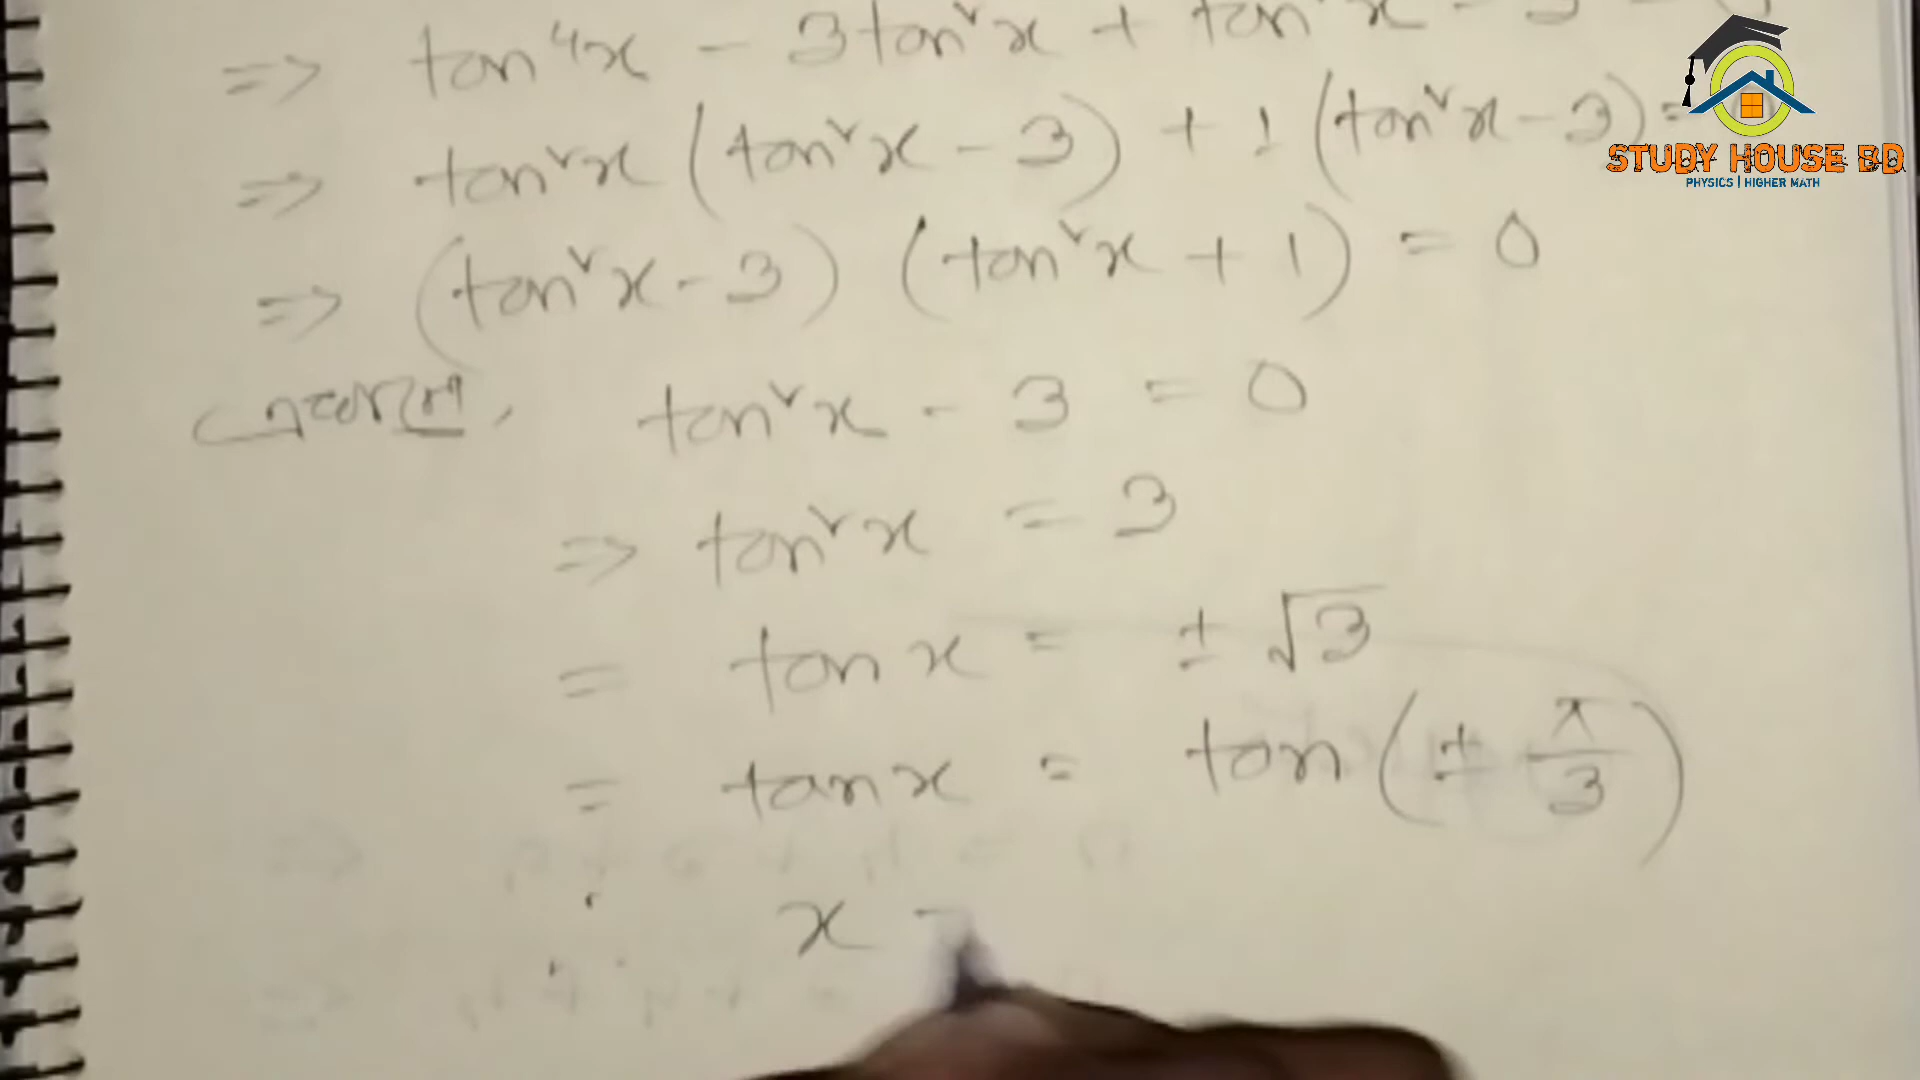 => tan⁴x - 3tan²x + tan²x - 3 = 0
=> tan²x (tan²x - 3) + 1 (tan²x - 3) =
=> (tan²x - 3) (tan²x + 1) = 0
tan²x - 3 = 0
=> tan²x = 3
= tan x = ± √3
= tan x = tan (± π/3)
x =
STUDY HOUSE BD
PHYSICS | HIGHER MATH